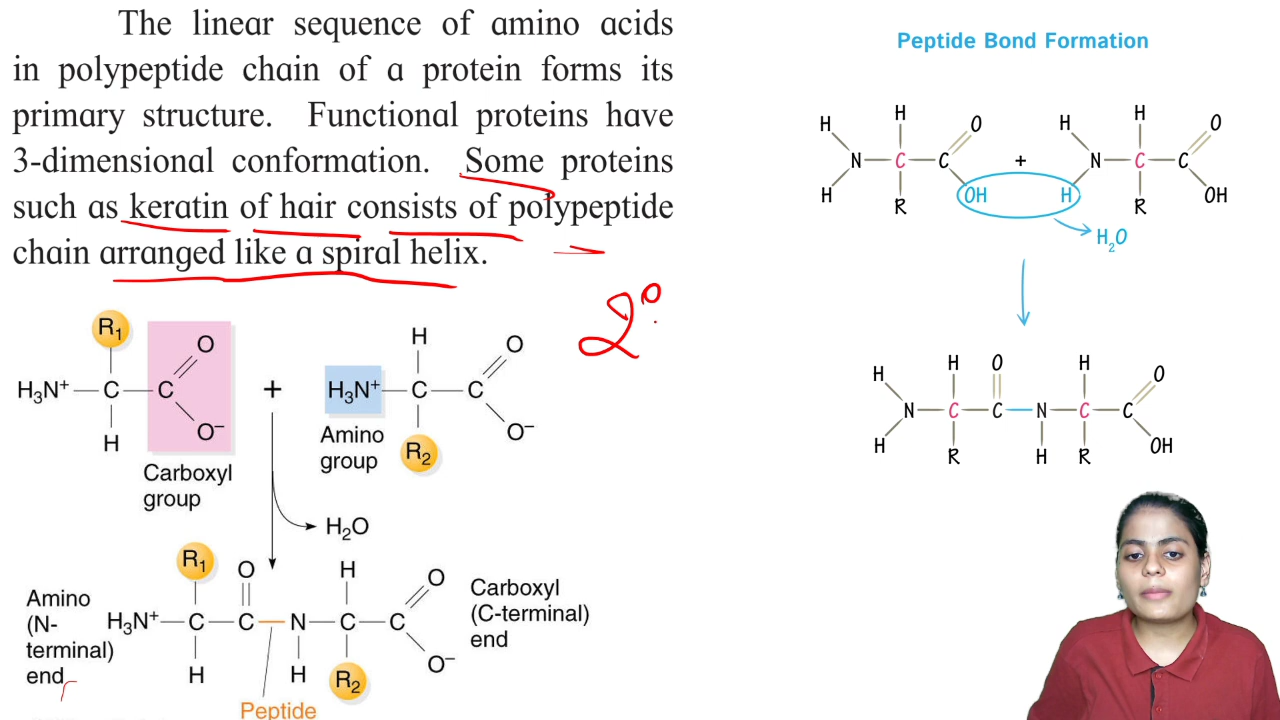 The linear sequence of amino acids
in polypeptide chain of a protein forms its
primary structure. Functional proteins have
3-dimensional conformation. Some proteins
such as keratin of hair consists of polypeptide
chain arranged like a spiral helix.
2°
R₁
O
H₃N⁺
C
C
O⁻
H
Carboxyl
group
+
H
O
H₃N⁺
C
C
O⁻
R₂
Amino
group
H₂O
R₁
O
H
O
H₃N⁺
C
C
N
C
C
O⁻
H
H
R₂
Amino
(N-
terminal)
end
Carboxyl
(C-terminal)
end
Peptide
Peptide Bond Formation
H
H
O
N
C
C
H
R
OH
+
H
H
O
N
C
C
H
R
OH
H₂O
H
H
O
H
O
N
C
C
N
C
C
H
R
H
R
OH